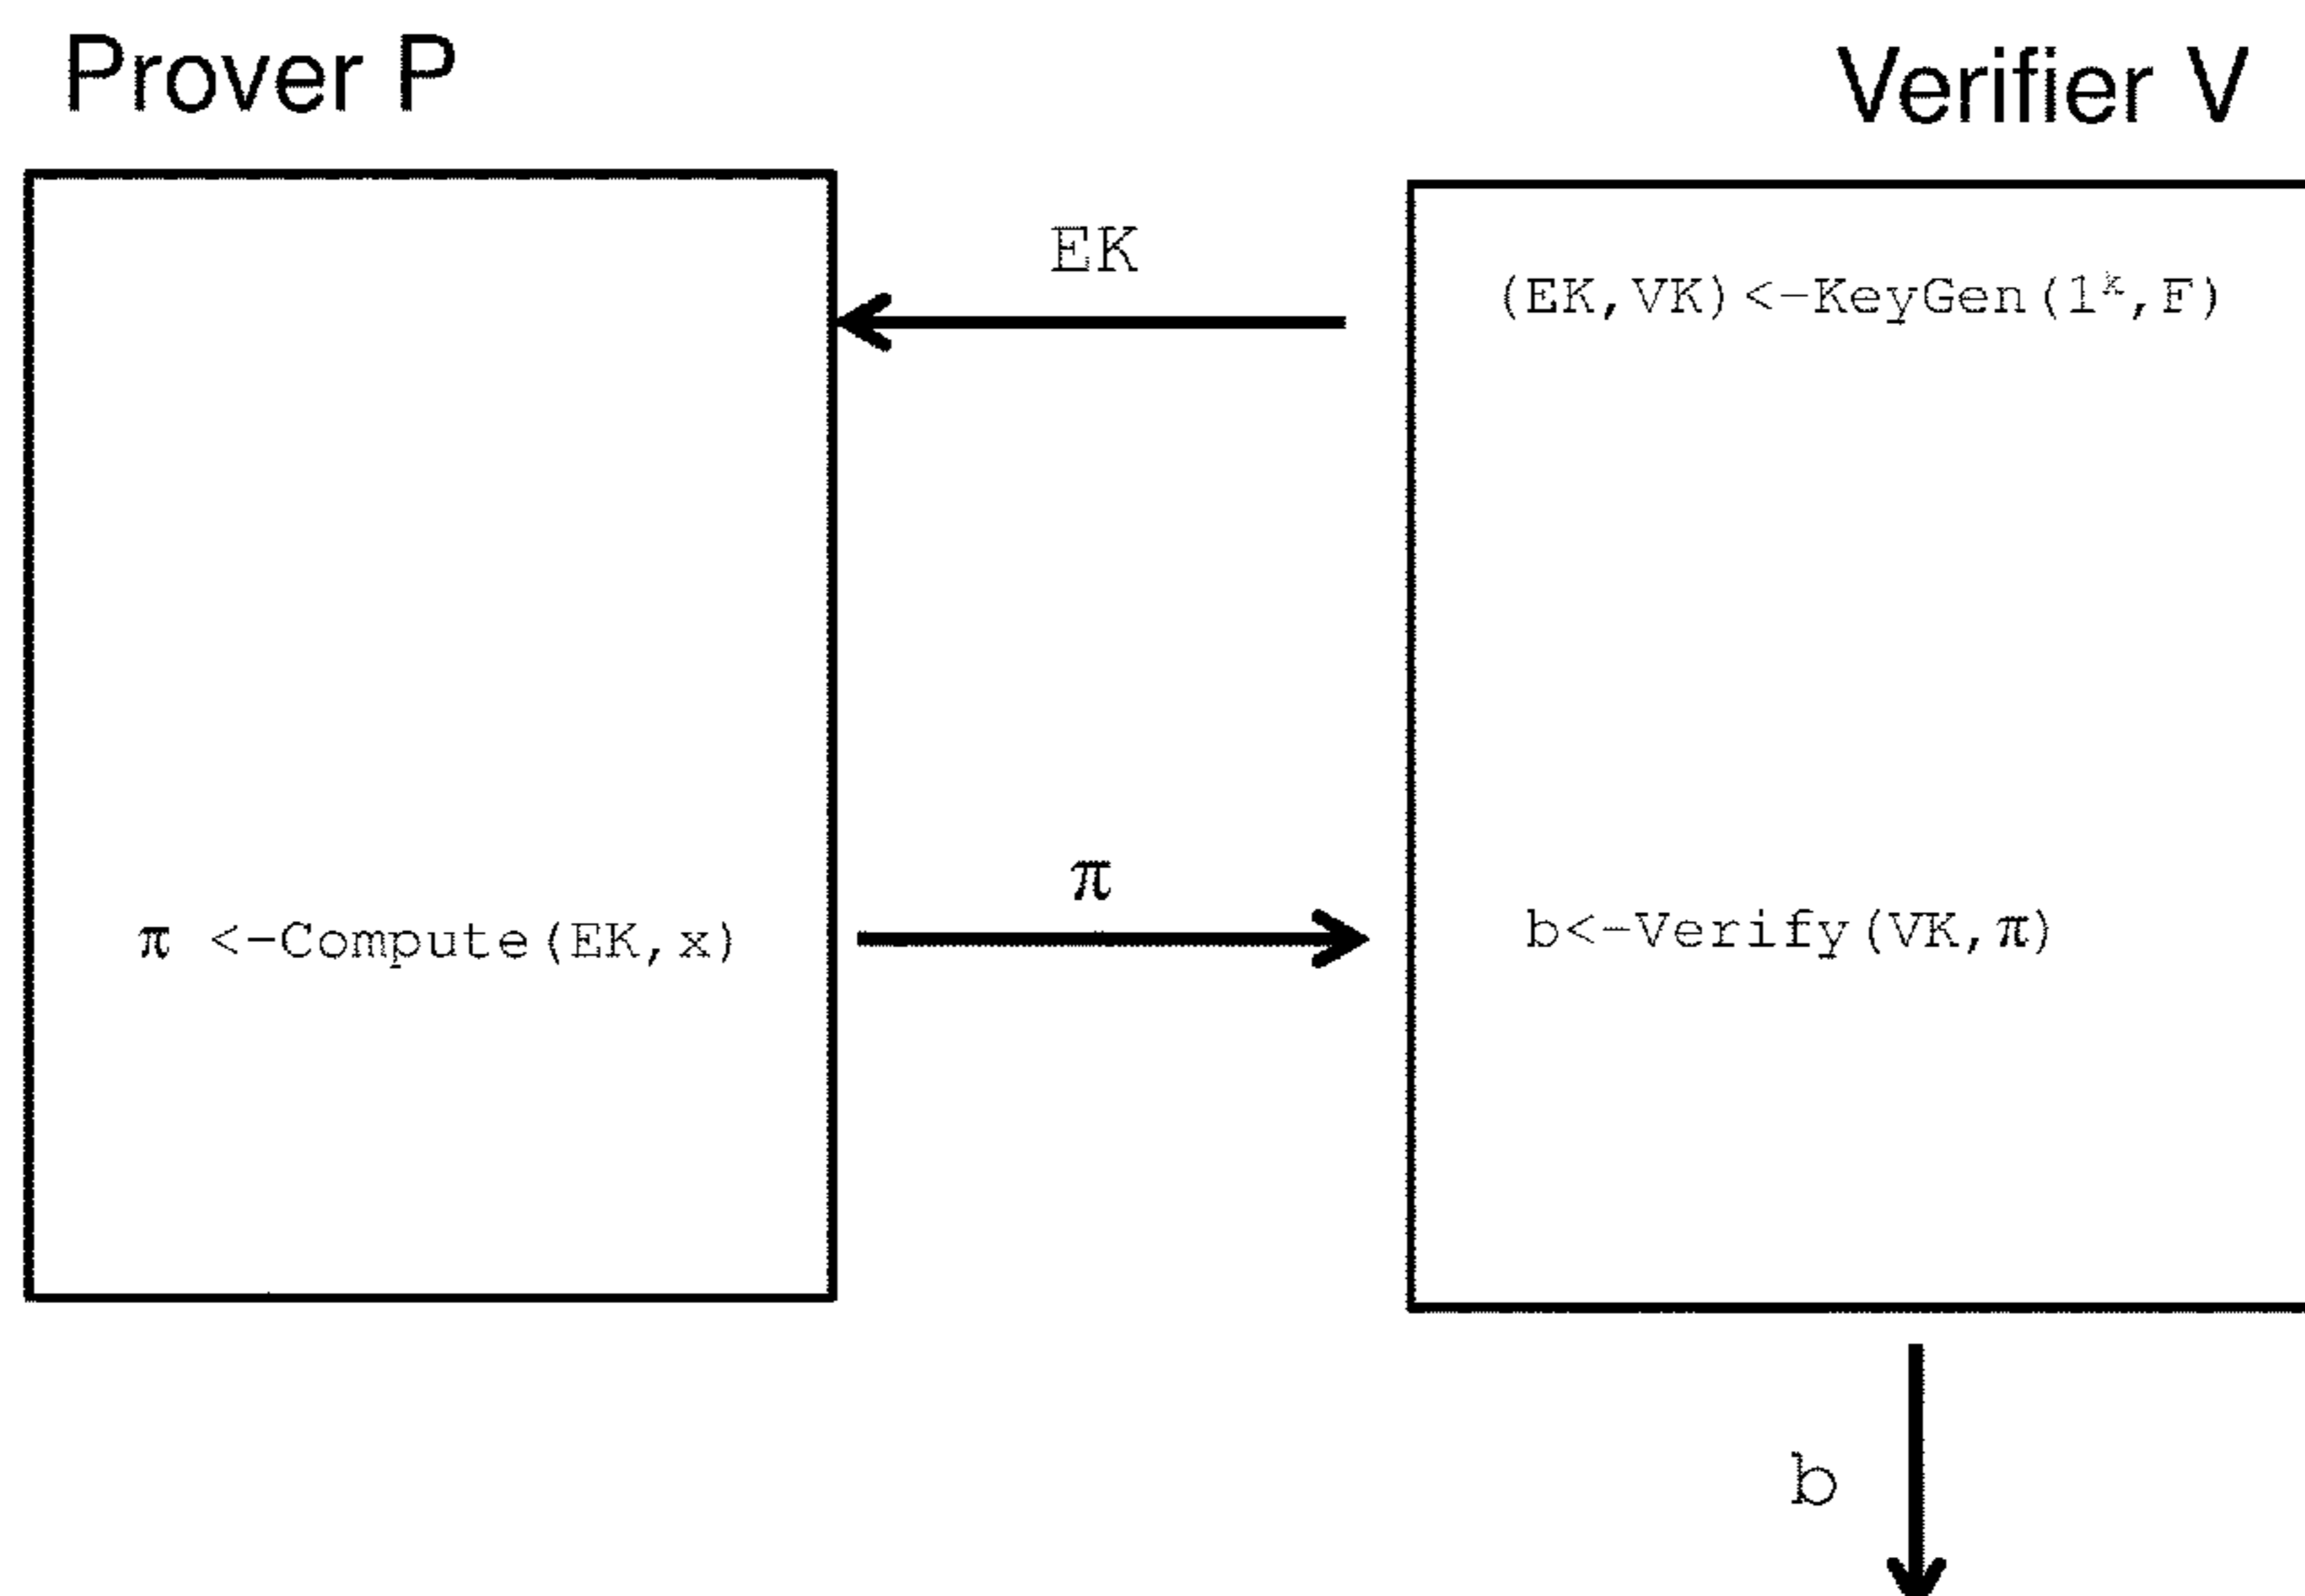 Prover P
Verifier V
EK
(EK,VK)<-KeyGen(1^k,F)
π
π <-Compute(EK,x)
b<-Verify(VK,π)
b